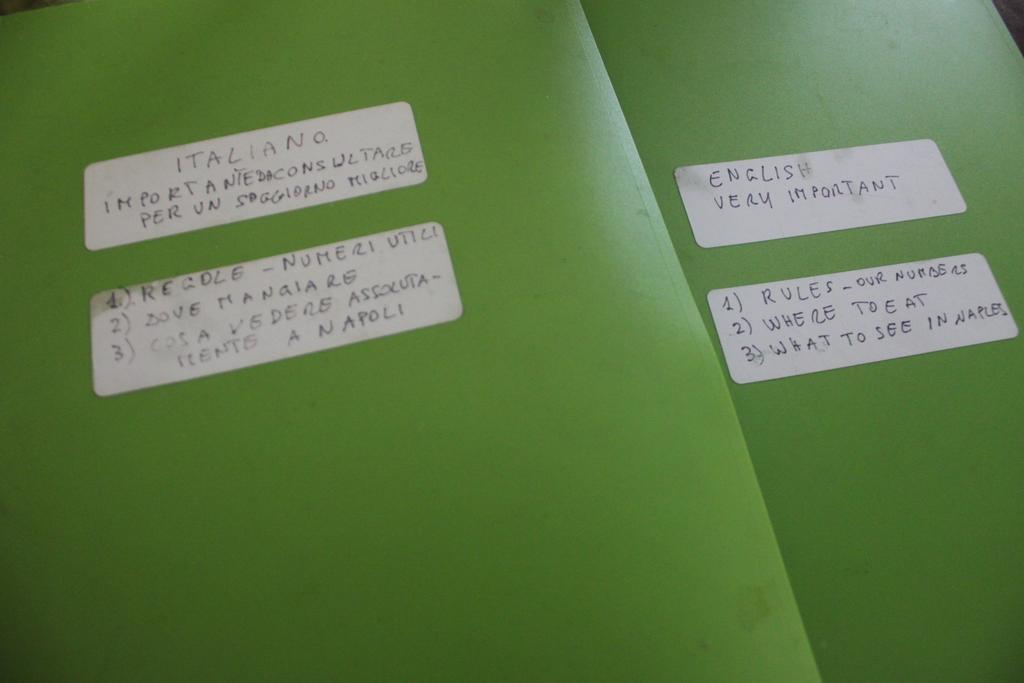 ITALIANO.
IMPORTANTE DA CONSULTARE
PER UN SOGGIORNO MIGLIORE
1) REGOLE - NUMERI UTILI
2) DOVE MANGIARE
3) COSA VEDERE ASSOLUTA-
MENTE A NAPOLI
ENGLISH
VERY IMPORTANT
1) RULES - OUR NUMBERS
2) WHERE TO EAT
3) WHAT TO SEE IN NAPLES